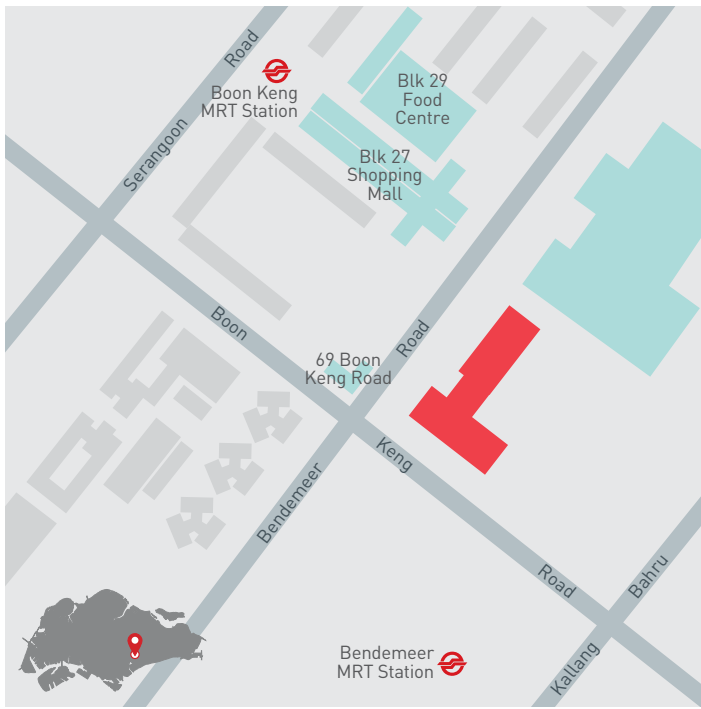 Road
Serangoon
Boon Keng
MRT Station
Blk 29
Food
Centre
Blk 27
Shopping
Mall
Boon
69 Boon
Keng Road
Road
Keng
Bendemeer
Road
Bahru
Kallang
Bendemeer
MRT Station